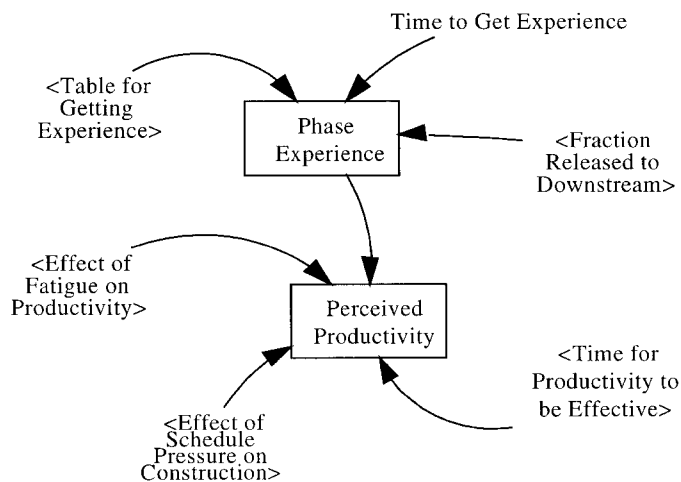 Time to Get Experience
<Table for
Getting
Experience>
Phase
Experience
<Fraction
Released to
Downstream>
<Effect of
Fatigue on
Productivity>
Perceived
Productivity
<Time for
Productivity to
be Effective>
<Effect of
Schedule
Pressure on
Construction>